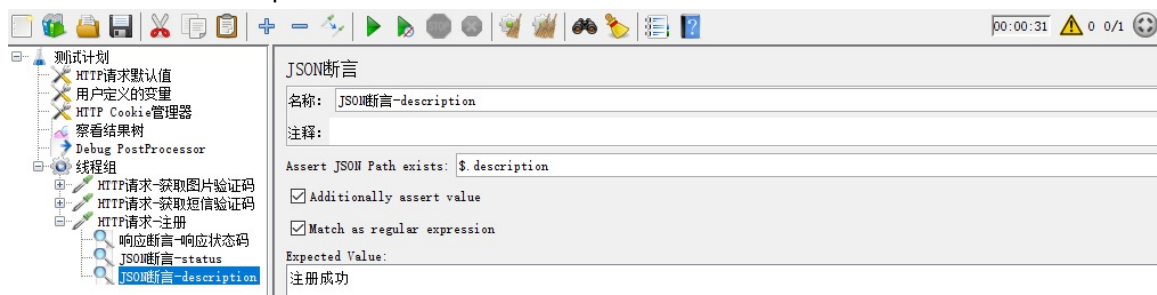 00:00:31 0 0/1
测试计划
HTTP请求默认值
用户定义的变量
HTTP Cookie管理器
察看结果树
Debug PostProcessor
线程组
HTTP请求-获取图片验证码
HTTP请求-获取短信验证码
HTTP请求-注册
响应断言-响应状态码
JSON断言-status
JSON断言-description
JSON断言
名称: JSON断言-description
注释:
Assert JSON Path exists: $.description
Additionally assert value
Match as regular expression
Expected Value:
注册成功